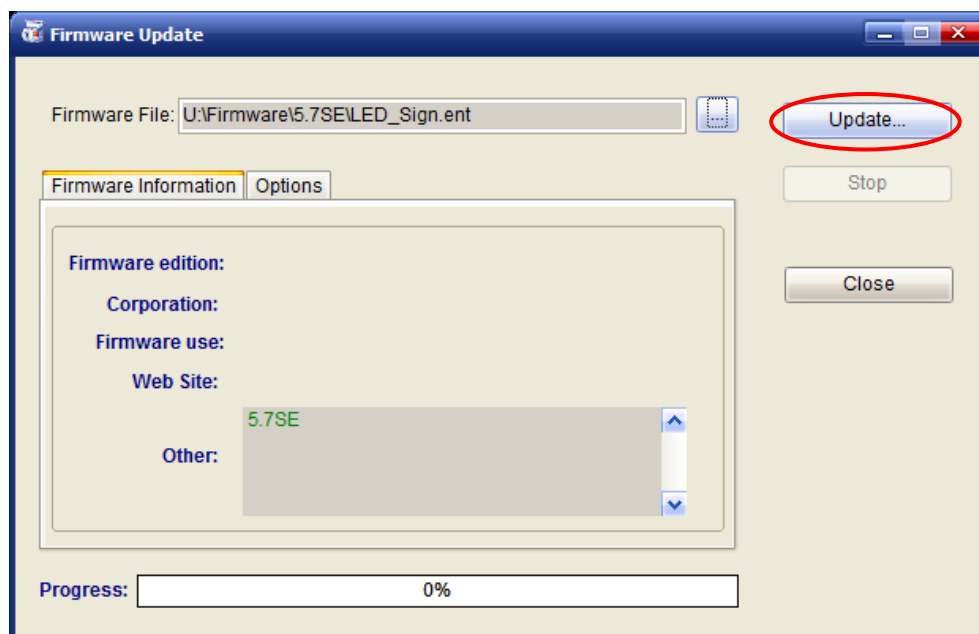 Firmware Update
Firmware File: U:\Firmware\5.7SE\LED_Sign.ent ... Update...
Firmware Information Options Stop
Firmware edition:
Close
Corporation:
Firmware use:
Web Site:
5.7SE
Other:
Progress: 0%